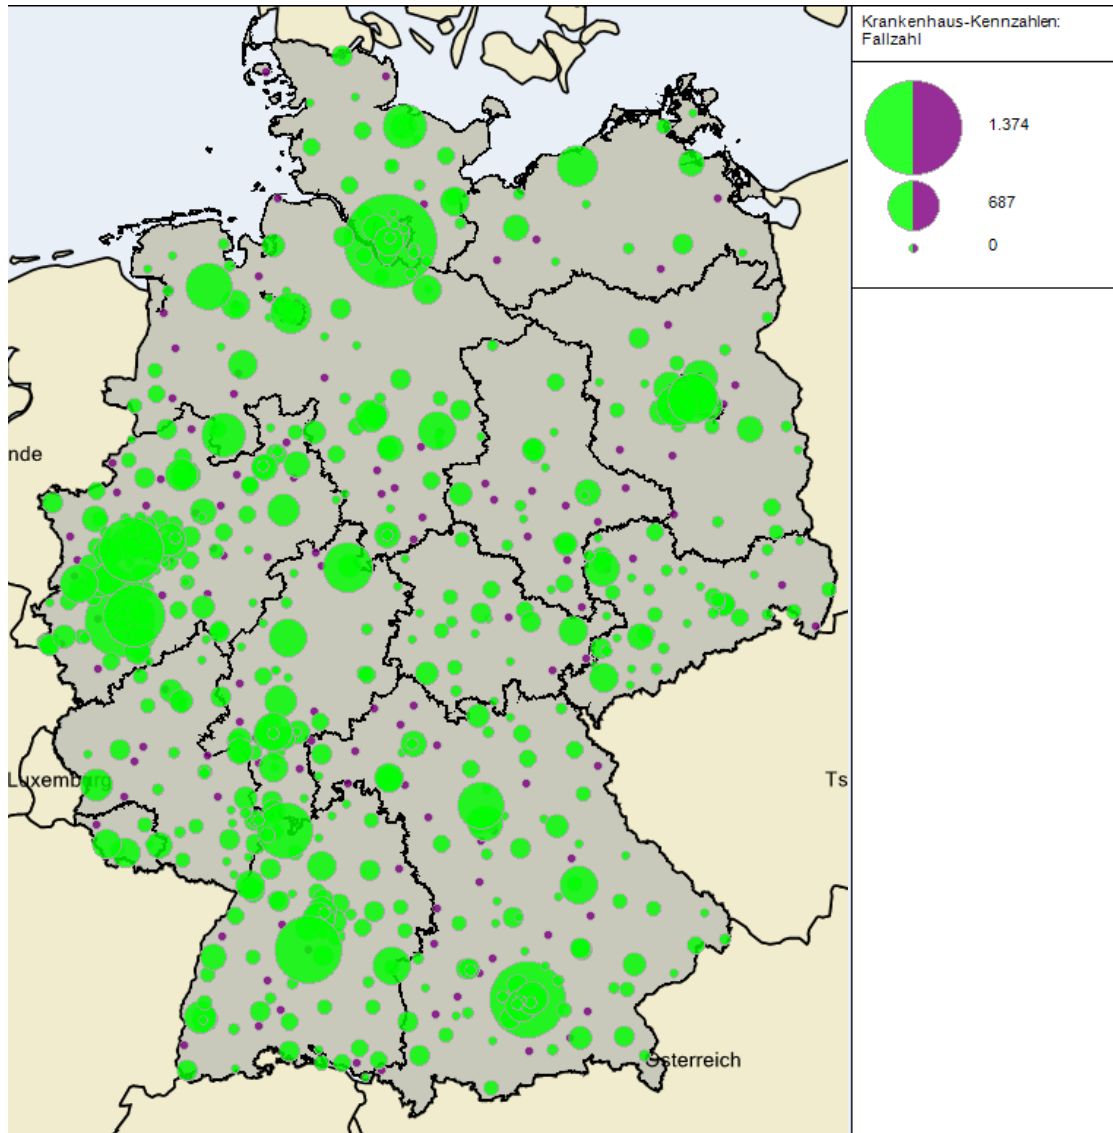 Krankenhaus-Kennzahlen:
Fallzahl
1.374
687
0
nde
Luxemburg
Ts
Österreich